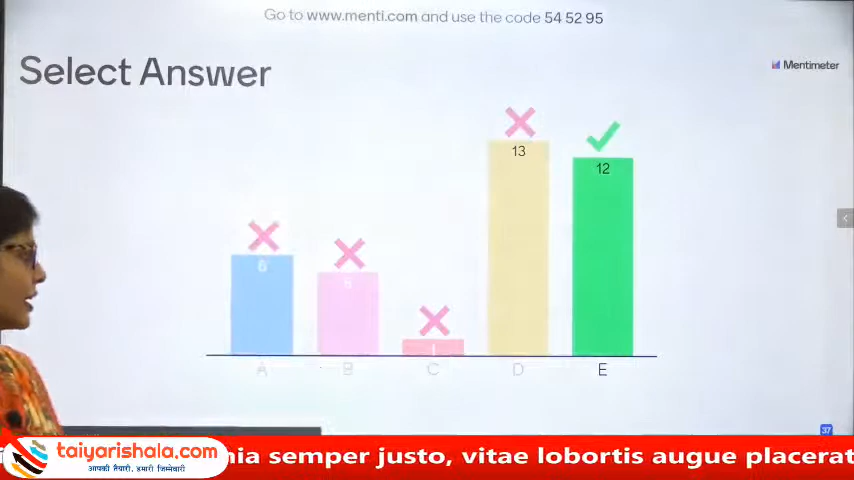 Go to www.menti.com and use the code 54 52 95
Select Answer
Mentimeter
13
12
6
5
1
A
B
C
D
E
37
taiyarishala.com
आपकी तैयारी, हमारी जिम्मेवारी
nia semper justo, vitae lobortis augue placerat